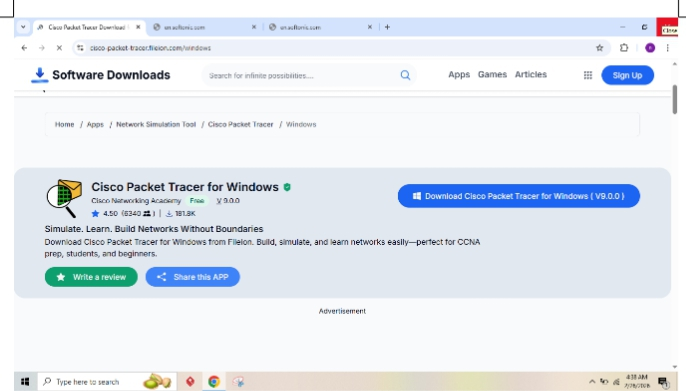 Cisco Packet Tracer Download
en.softonic.com
en.softonic.com
Close
cisco-packet-tracer.fileion.com/windows
Software Downloads
Search for infinite possibilities...
Apps Games Articles
Sign Up
Home / Apps / Network Simulation Tool / Cisco Packet Tracer / Windows
Cisco Packet Tracer for Windows
Cisco Networking Academy Free V 9.0.0
4.50 (6340) | 181.8K
Download Cisco Packet Tracer for Windows ( V9.0.0 )
Simulate. Learn. Build Networks Without Boundaries
Download Cisco Packet Tracer for Windows from Fileion. Build, simulate, and learn networks easily—perfect for CCNA
prep, students, and beginners.
Write a review
Share this APP
Advertisement
Type here to search